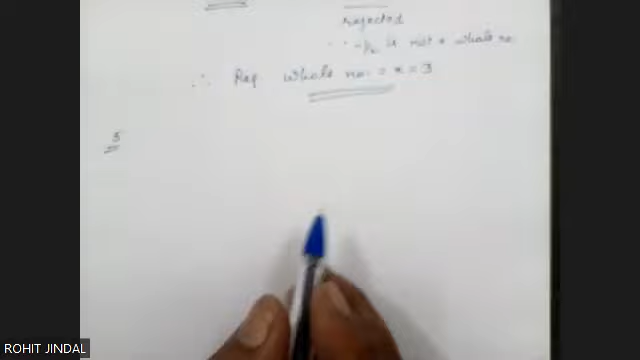 rejected
∵ -1/2 is not a whole no.
∴ Req. whole no. = x = 3
5
ROHIT JINDAL